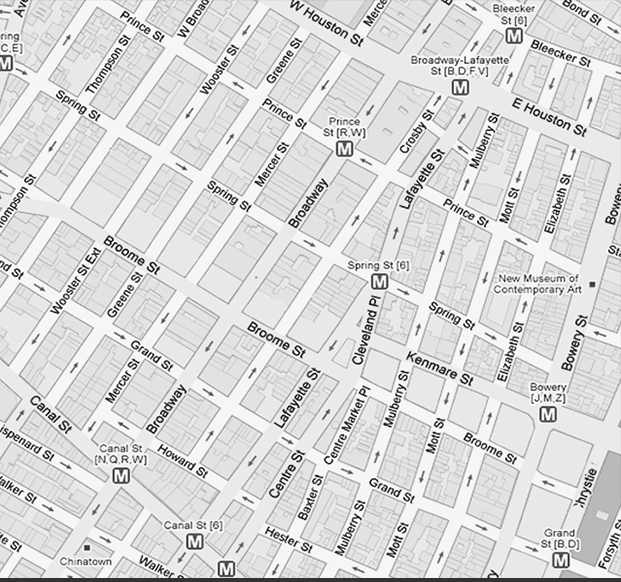 Bleecker
St [6]
Bond St
W Houston St
Prince St
W Broad
Merce
Bleecker St
ring
C,E]
Thompson St
Wooster St
Greene St
Broadway-Lafayette
St [B,D,F,V]
E Houston St
Spring St
Prince St
Prince
St [R,W]
Crosby St
Mulberry St
Mercer St
Lafayette St
Broadway
Mott St
Elizabeth St
Bowery
Spring St
Prince St
Broome St
Wooster St Ext
Greene St
Spring St [6]
New Museum of
Contemporary Art
Spring St
Cleveland Pl
Elizabeth St
Bowery St
Broome St
Grand St
Kenmare St
Mercer St
Broadway
Lafayette St
Mulberry St
Bowery
[J,M,Z]
Canal St
Centre Market Pl
Mott St
Broome St
Howard St
Canal St
[N,Q,R,W]
Centre St
Baxter St
Grand St
hrystie
Mulberry St
Mott St
Canal St [6]
Hester St
Grand
St [B,D]
Forsyth St
Chinatown
Walker St